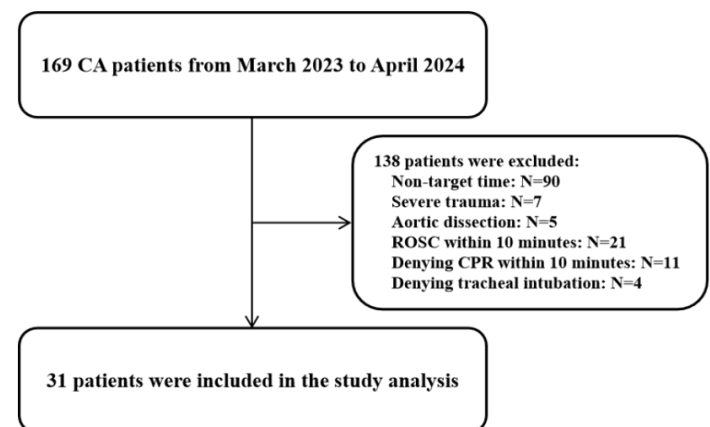 169 CA patients from March 2023 to April 2024
138 patients were excluded:
Non-target time: N=90
Severe trauma: N=7
Aortic dissection: N=5
ROSC within 10 minutes: N=21
Denying CPR within 10 minutes: N=11
Denying tracheal intubation: N=4
31 patients were included in the study analysis